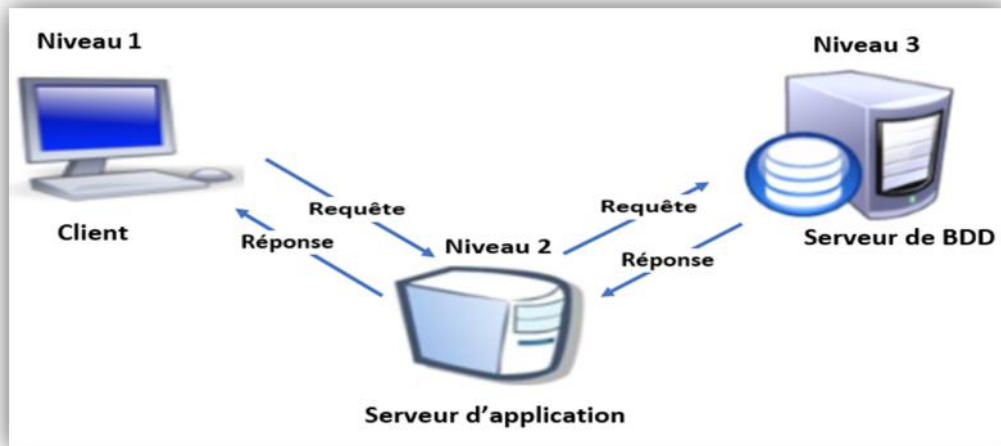 Niveau 1
Niveau 3
Requête
Requête
Client
Réponse
Niveau 2
Réponse
Serveur de BDD
Serveur d’application